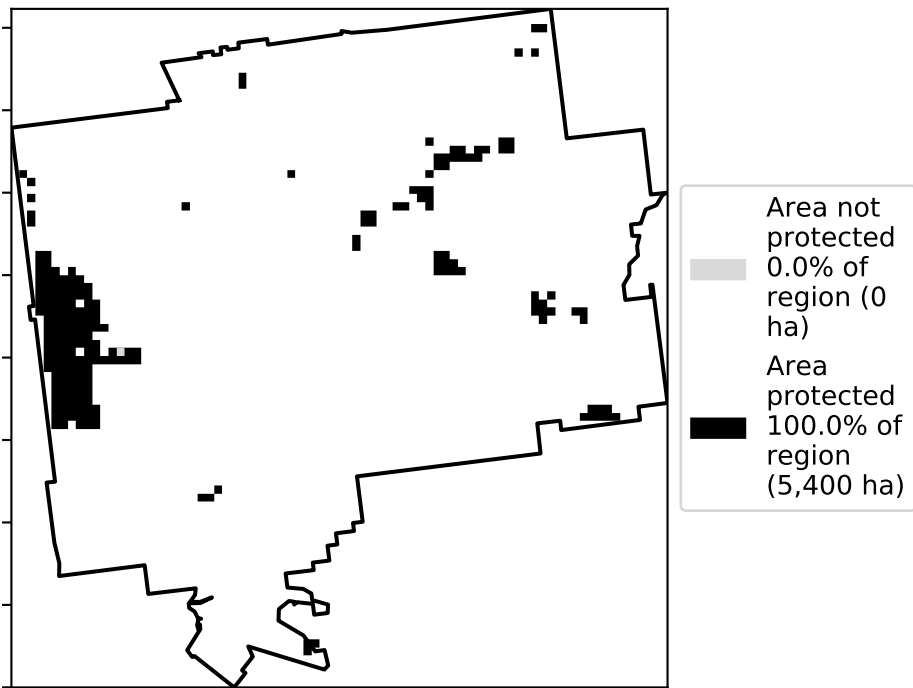 Area not
protected
0.0% of
region (0
ha)
Area
protected
100.0% of
region
(5,400 ha)